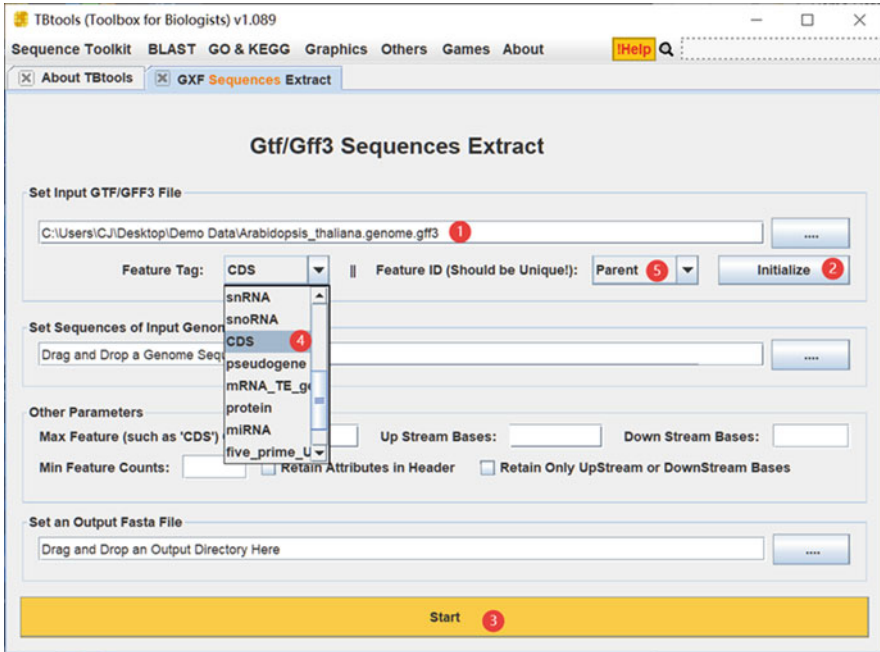 TBtools (Toolbox for Biologists) v1.089
Sequence Toolkit BLAST GO & KEGG Graphics Others Games About !Help
About TBtools GXF Sequences Extract
Gtf/Gff3 Sequences Extract
Set Input GTF/GFF3 File
C:\Users\CJ\Desktop\Demo Data\Arabidopsis_thaliana.genome.gff3 1 ....
Feature Tag: CDS || Feature ID (Should be Unique!): Parent 5 Initialize 2
snRNA
snoRNA
CDS 4
pseudogene
mRNA_TE_g
protein
miRNA
five_prime_U
Set Sequences of Input Geno
Drag and Drop a Genome Seq ....
Other Parameters
Max Feature (such as 'CDS') Up Stream Bases: Down Stream Bases:
Min Feature Counts: Retain Attributes in Header Retain Only UpStream or DownStream Bases
Set an Output Fasta File
Drag and Drop an Output Directory Here ....
Start 3